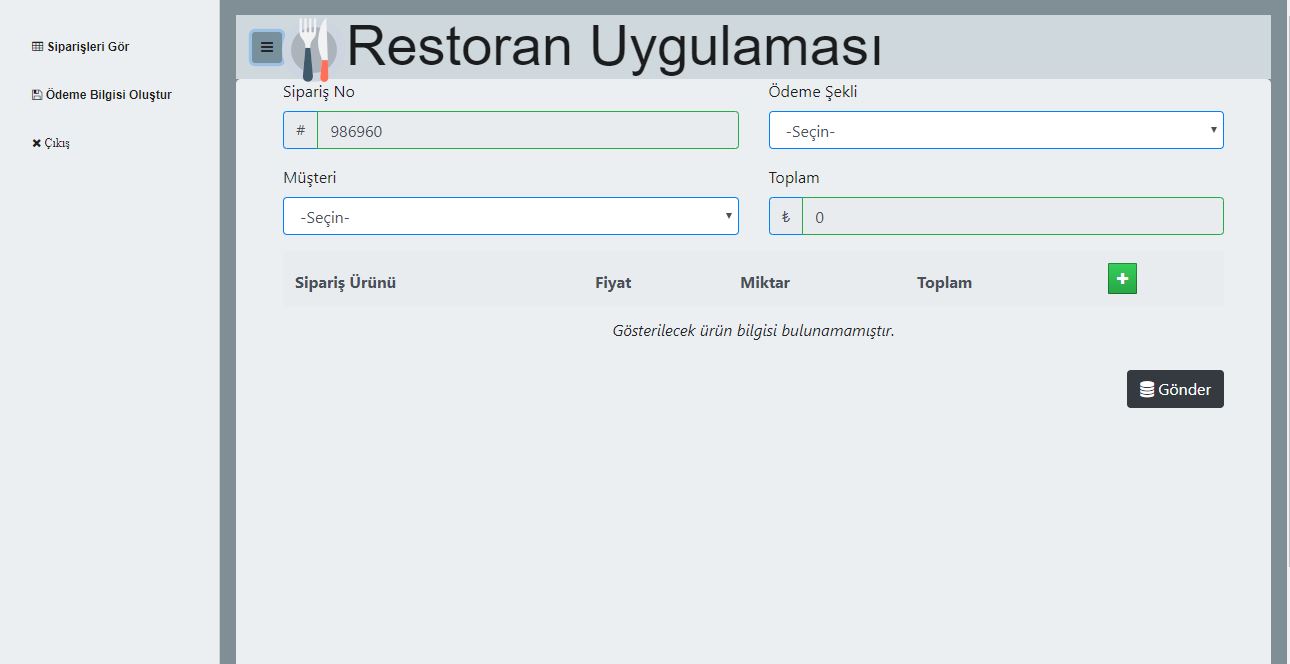 Siparişleri Gör
Ödeme Bilgisi Oluştur
Çıkış
Restoran Uygulaması
Sipariş No
Ödeme Şekli
# 986960
-Seçin-
Müşteri
Toplam
-Seçin-
₺ 0
Sipariş Ürünü Fiyat Miktar Toplam
Gösterilecek ürün bilgisi bulunamamıştır.
Gönder